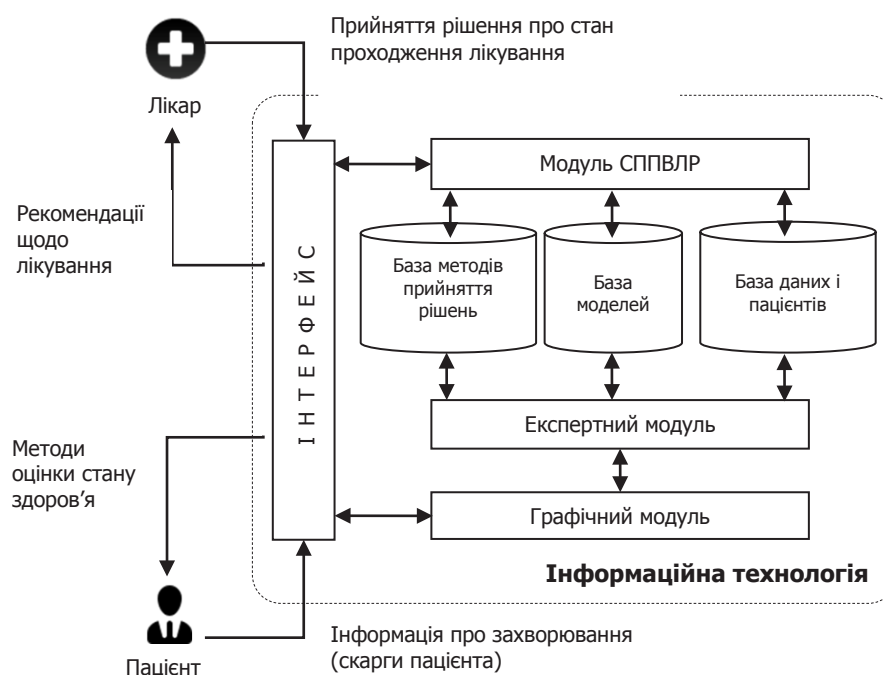 Прийняття рішення про стан
проходження лікування
Лікар
Рекомендації
щодо
лікування
ІНТЕРФЕЙС
Модуль СППВЛР
База методів
прийняття
рішень
База
моделей
База даних і
пацієнтів
Експертний модуль
Методи
оцінки стану
здоров’я
Графічний модуль
Інформаційна технологія
Інформація про захворювання
(скарги пацієнта)
Пацієнт